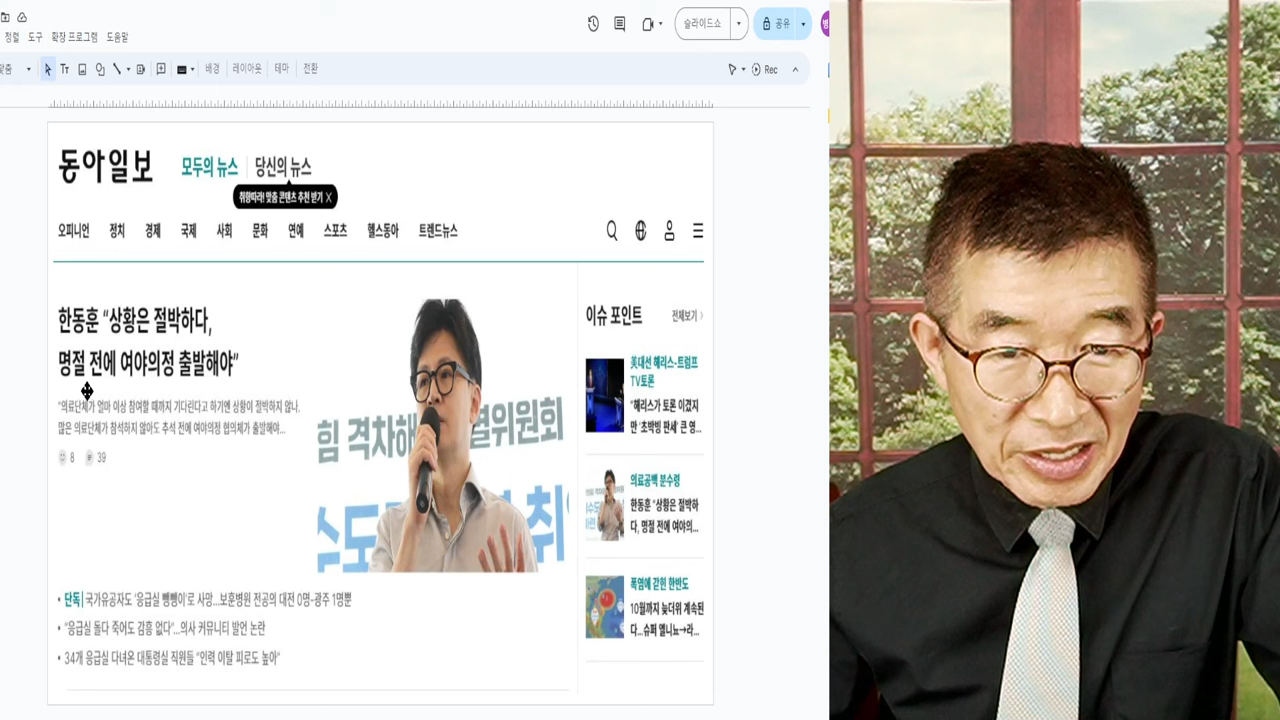 정렬 도구 확장 프로그램 도움말
슬라이드쇼
공유
맞춤
Tr
배경 레이아웃 테마 전환
Rec
동아일보
모두의 뉴스 당신의 뉴스
취향따라! 맞춤 콘텐츠 추천 받기 X
오피니언 정치 경제 국제 사회 문화 연예 스포츠 헬스동아 트렌드뉴스
한동훈 “상황은 절박하다,
명절 전에 여야의정 출발해야”
“의료단체가 얼마 이상 참여할 때까지 기다린다고 하기엔 상황이 절박하지 않나.
많은 의료단체가 참석하지 않아도 추석 전에 여야의정 협의체가 출발해야...
8 39
힘 격차해 별위원회
수도 취
• 단독| 국가유공자도 ‘응급실 뺑뺑이’로 사망…보훈병원 전공의 대전 0명-광주 1명뿐
• “응급실 돌다 죽어도 감흥 없다”…의사 커뮤니티 발언 논란
• 34개 응급실 다녀온 대통령실 직원들 “인력 이탈 피로도 높아”
이슈 포인트 전체보기 〉
美대선 해리스-트럼프
TV토론
“해리스가 토론 이겼지
만 ‘초박빙 판세’ 큰 영...
의료공백 분수령
한동훈 “상황은 절박하
다, 명절 전에 여야의...
폭염에 갇힌 한반도
10월까지 늦더위 계속된
다…슈퍼 엘니뇨→라...